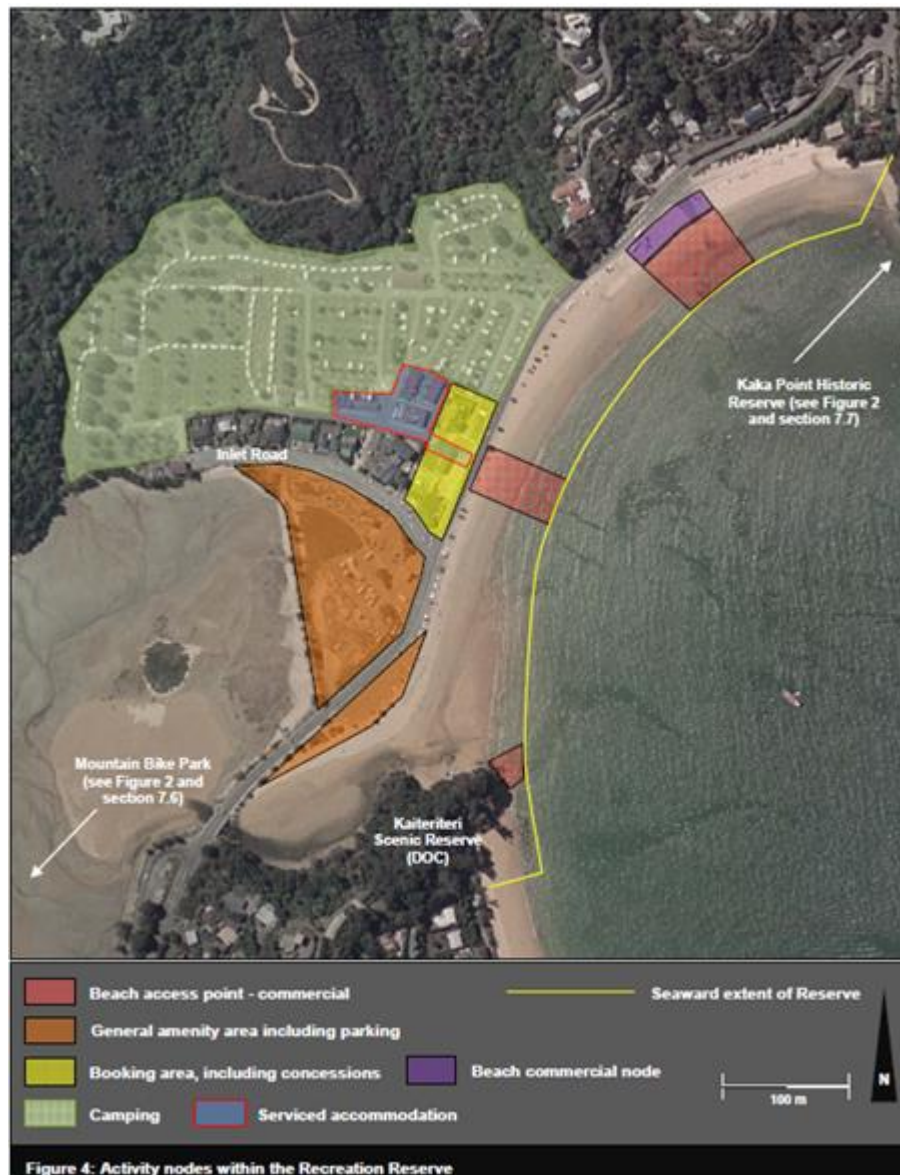 Kaka Point Historic
Reserve (see Figure 2
and section 7.7)
Inlet Road
Mountain Bike Park
(see Figure 2 and
section 7.6)
Kaiteriteri
Scenic Reserve
(DOC)
Beach access point - commercial
Seaward extent of Reserve
General amenity area including parking
Booking area, including concessions
Beach commercial node
Camping
Serviced accommodation
100 m
N
Figure 4: Activity nodes within the Recreation Reserve